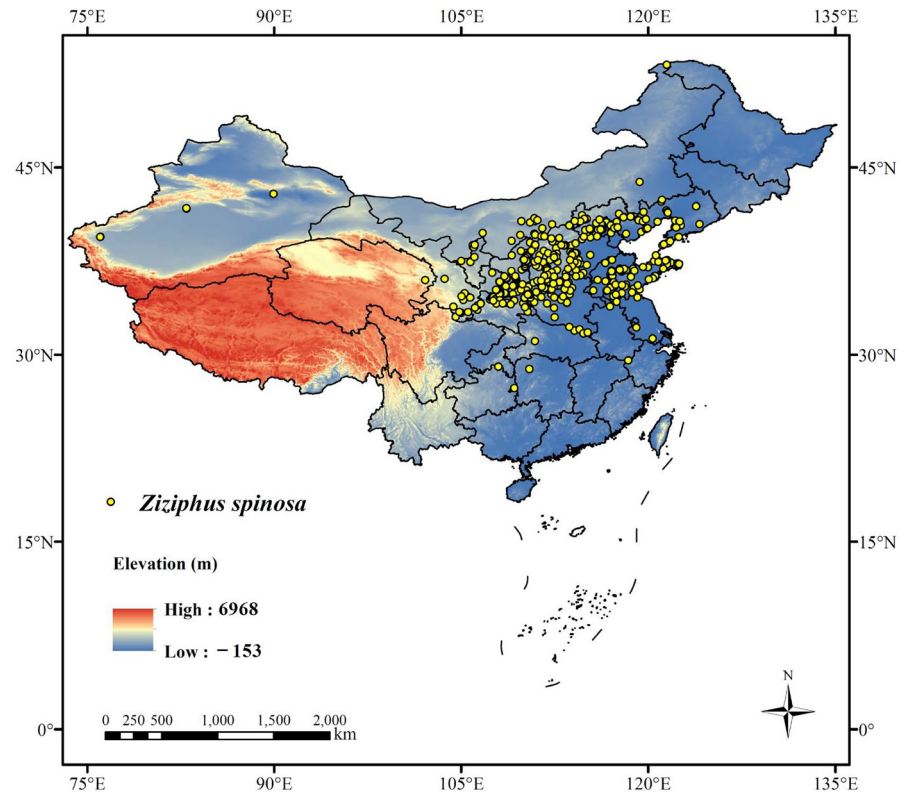 75°E 90°E 105°E 120°E 135°E
45°N 45°N
30°N 30°N
Ziziphus spinosa
15°N 15°N
Elevation (m)
High : 6968
Low : −153
N
0 250 500 1,000 1,500 2,000
km
0° 0°
75°E 90°E 105°E 120°E 135°E